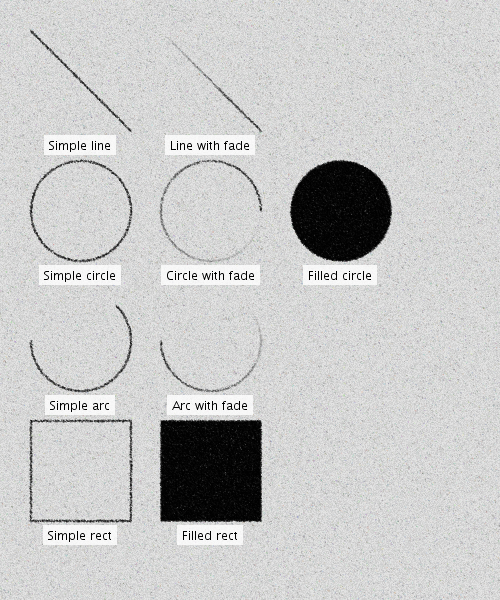 Simple line
Line with fade
Simple circle
Circle with fade
Filled circle
Simple arc
Arc with fade
Simple rect
Filled rect